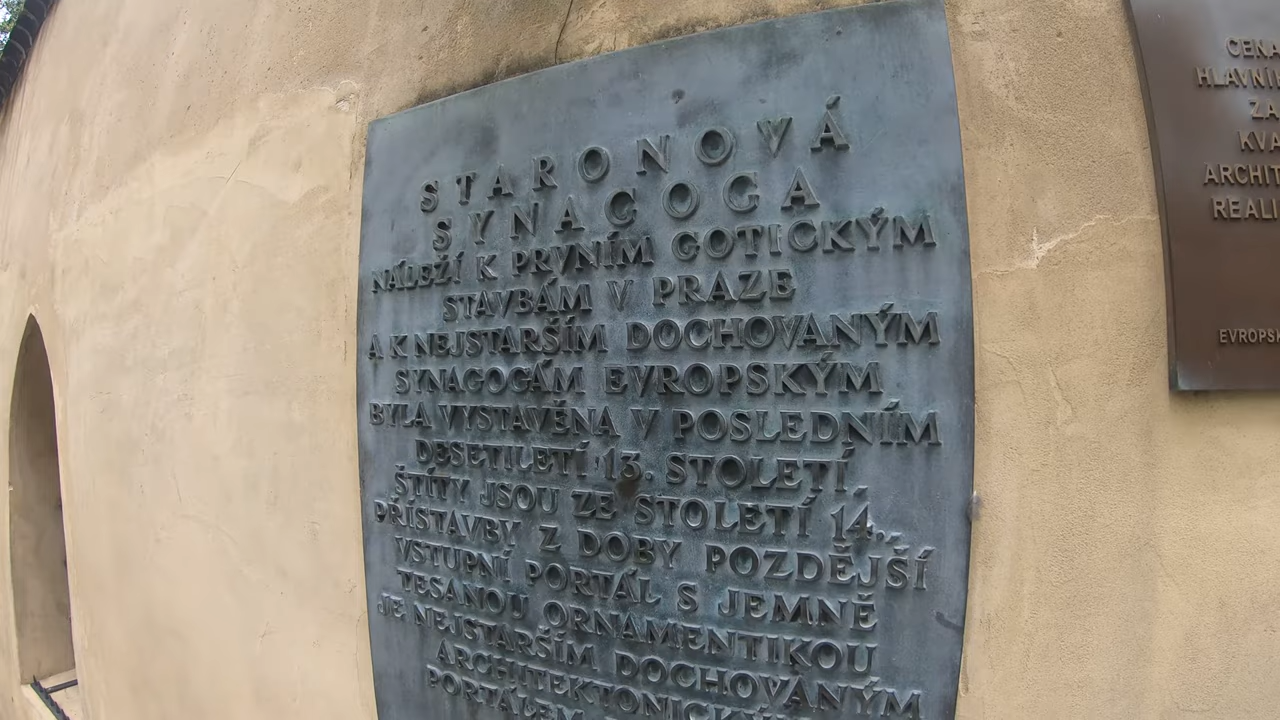 STARONOVÁ
SYNAGOGA
NÁLEŽÍ K PRVNÍM GOTICKÝM
STAVBÁM V PRAZE
A K NEJSTARŠÍM DOCHOVANÝM
SYNAGOGÁM EVROPSKÝM
BYLA VYSTAVĚNA V POSLEDNÍM
DESETILETÍ 13. STOLETÍ,
ŠTÍTY JSOU ZE STOLETÍ 14.,
PŘÍSTAVBY Z DOBY POZDĚJŠÍ
VSTUPNÍ PORTÁL S JEMNĚ
TESANOU ORNAMENTIKOU
JE NEJSTARŠÍM DOCHOVANÝM
ARCHITEKTONICKÝM
PORTÁLEM
CENA
HLAVNÍ
ZA
KVA
ARCHIT
REALI
EVROPSK